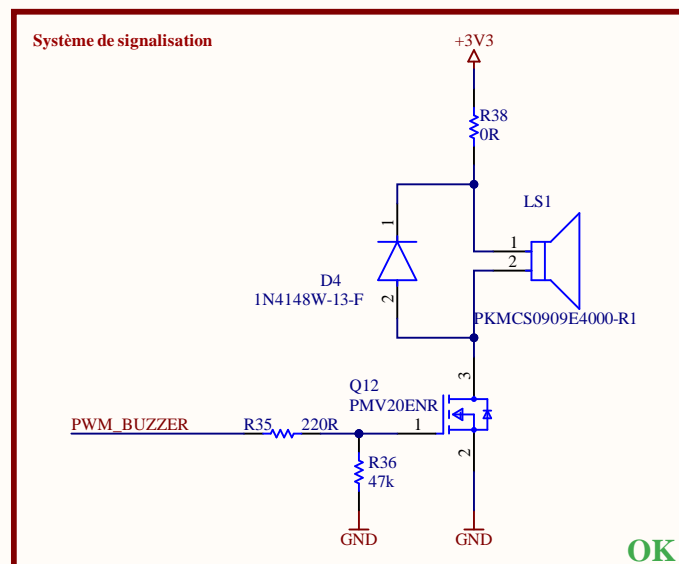 Système de signalisation
+3V3
R38
0R
LS1
1
1
2
D4
1N4148W-13-F
2
PKMCS0909E4000-R1
3
Q12
PMV20ENR
PWM_BUZZER
R35
220R
1
R36
47k
2
GND
GND
OK